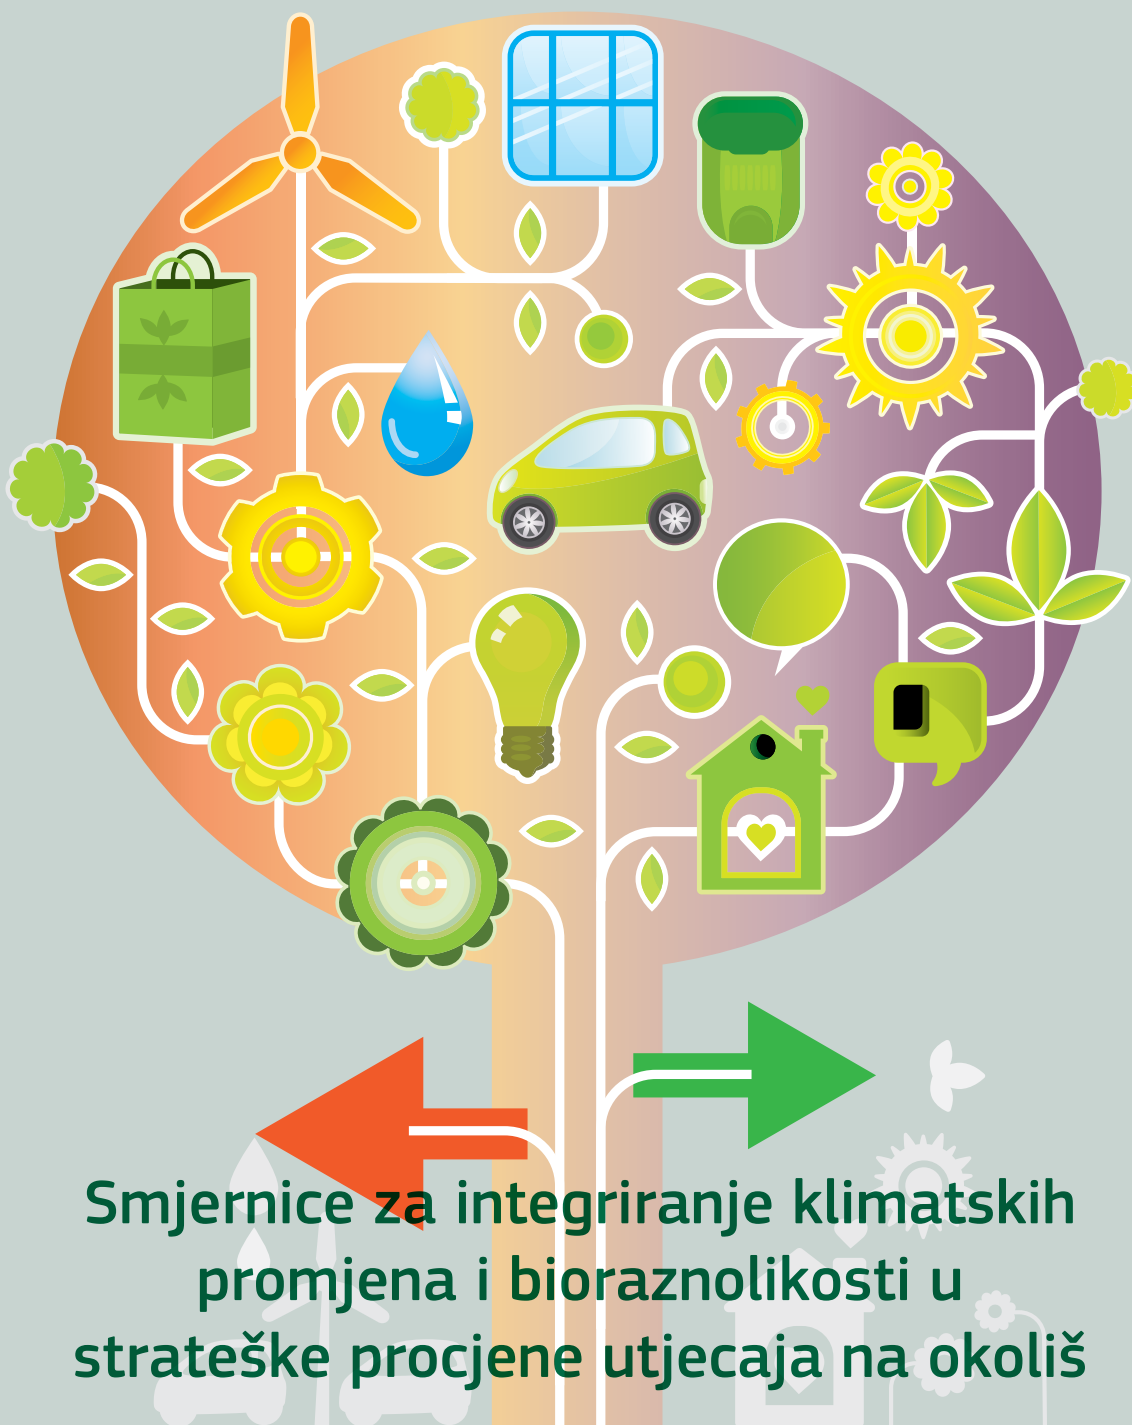 Smjernice za integriranje klimatskih
promjena i bioraznolikosti u
strateške procjene utjecaja na okoliš